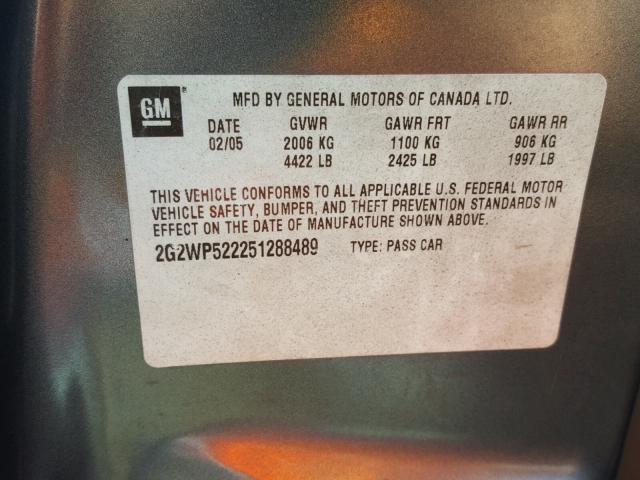 GM ® MFD BY GENERAL MOTORS OF CANADA LTD.
DATE GVWR GAWR FRT GAWR RR
02/05 2006 KG 1100 KG 906 KG
4422 LB 2425 LB 1997 LB
THIS VEHICLE CONFORMS TO ALL APPLICABLE U.S. FEDERAL MOTOR
VEHICLE SAFETY, BUMPER, AND THEFT PREVENTION STANDARDS IN
EFFECT ON THE DATE OF MANUFACTURE SHOWN ABOVE.
2G2WP522251288489 TYPE: PASS CAR